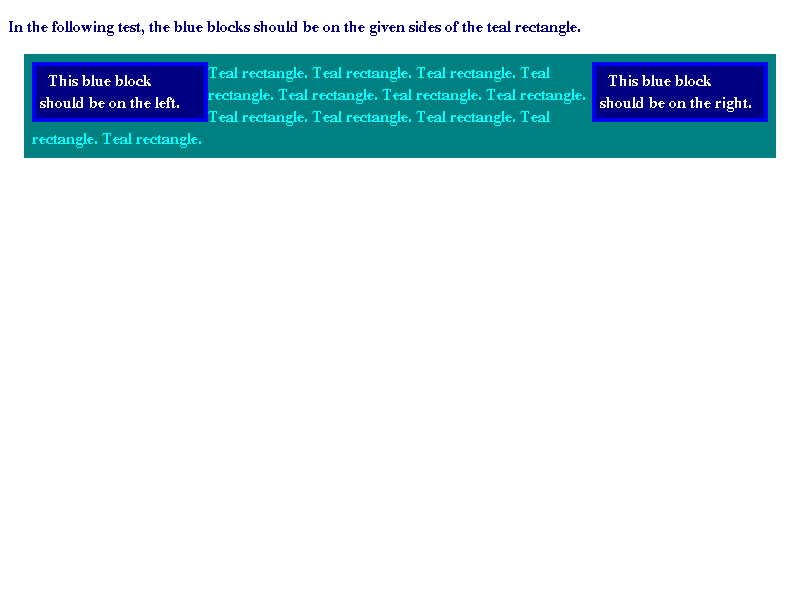 In the following test, the blue blocks should be on the given sides of the teal rectangle.
This blue block
should be on the left.
Teal rectangle. Teal rectangle. Teal rectangle. Teal
rectangle. Teal rectangle. Teal rectangle. Teal rectangle.
Teal rectangle. Teal rectangle. Teal rectangle. Teal
rectangle. Teal rectangle.
This blue block
should be on the right.